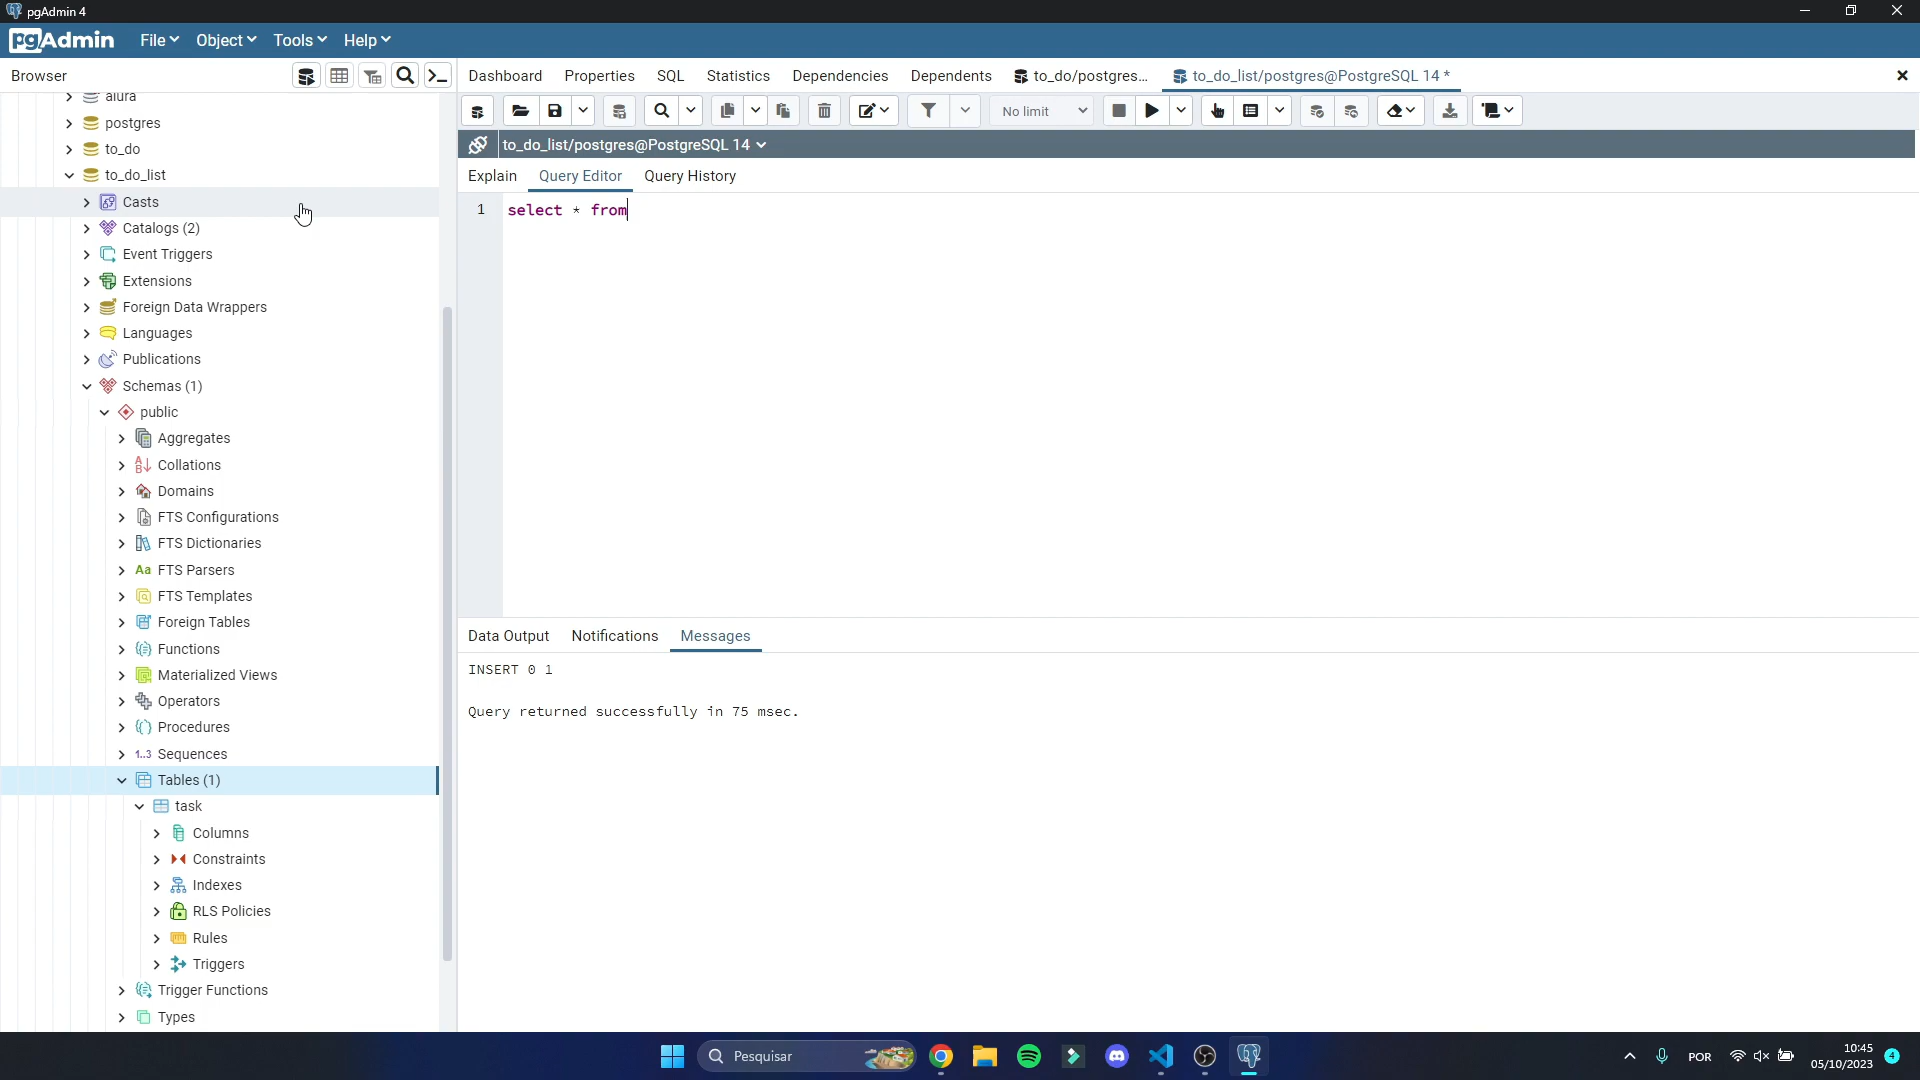 pgAdmin 4
pgAdmin File Object Tools Help
Browser
Dashboard Properties SQL Statistics Dependencies Dependents to_do/postgres... to_do_list/postgres@PostgreSQL 14 *
No limit
to_do_list/postgres@PostgreSQL 14
Explain Query Editor Query History
1 select * from
alura
postgres
to_do
to_do_list
Casts
Catalogs (2)
Event Triggers
Extensions
Foreign Data Wrappers
Languages
Publications
Schemas (1)
public
Aggregates
Collations
Domains
FTS Configurations
FTS Dictionaries
Aa FTS Parsers
FTS Templates
Foreign Tables
Functions
Materialized Views
Operators
Procedures
1..3 Sequences
Tables (1)
task
Columns
Constraints
Indexes
RLS Policies
Rules
Triggers
Trigger Functions
Types
Data Output Notifications Messages
INSERT 0 1
Query returned successfully in 75 msec.
Pesquisar
POR
10:45
05/10/2023
4